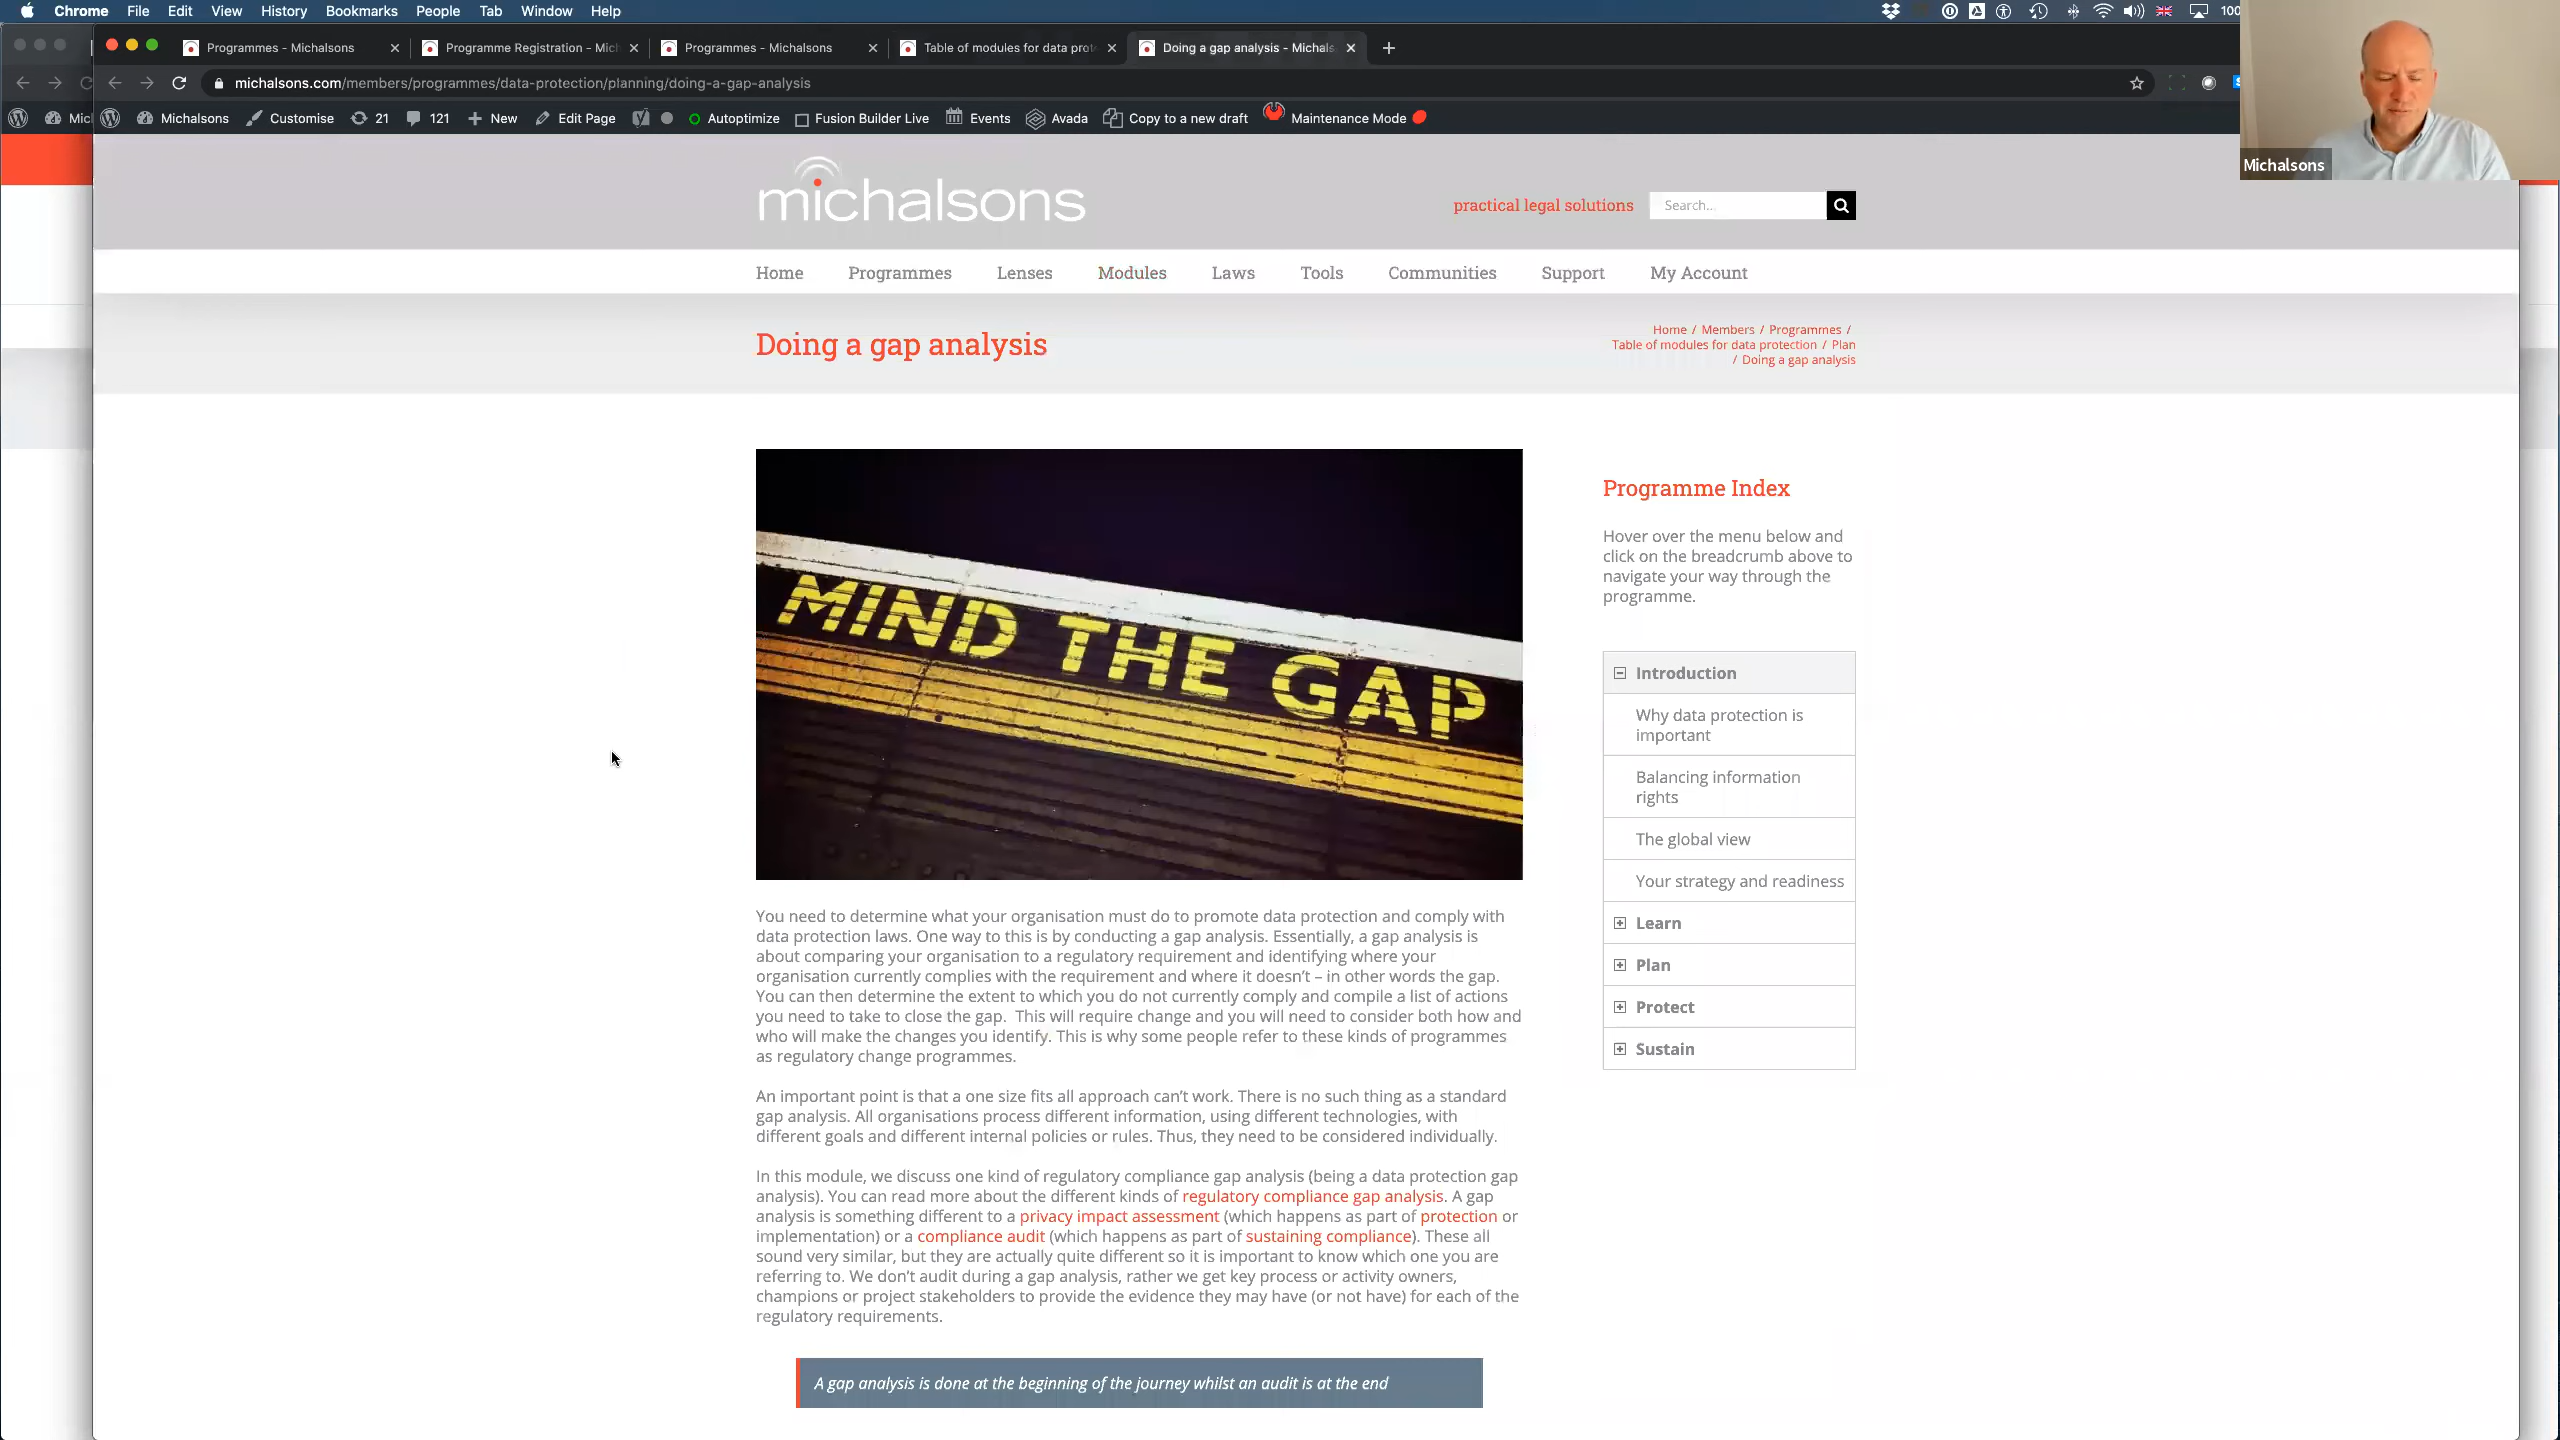 Chrome File Edit View History Bookmarks People Tab Window Help
Programmes - Michalsons
Programme Registration - Mich
Programmes - Michalsons
Table of modules for data prot
Doing a gap analysis - Michals
michalsons.com/members/programmes/data-protection/planning/doing-a-gap-analysis
Michalsons Customise 21 121 New Edit Page Autoptimize Fusion Builder Live Events Avada Copy to a new draft Maintenance Mode
Michalsons
michalsons
practical legal solutions
Search...
Home Programmes Lenses Modules Laws Tools Communities Support My Account
Doing a gap analysis
Home / Members / Programmes /
Table of modules for data protection / Plan
/ Doing a gap analysis
MIND THE GAP
You need to determine what your organisation must do to promote data protection and comply with
data protection laws. One way to this is by conducting a gap analysis. Essentially, a gap analysis is
about comparing your organisation to a regulatory requirement and identifying where your
organisation currently complies with the requirement and where it doesn't – in other words the gap.
You can then determine the extent to which you do not currently comply and compile a list of actions
you need to take to close the gap. This will require change and you will need to consider both how and
who will make the changes you identify. This is why some people refer to these kinds of programmes
as regulatory change programmes.
An important point is that a one size fits all approach can't work. There is no such thing as a standard
gap analysis. All organisations process different information, using different technologies, with
different goals and different internal policies or rules. Thus, they need to be considered individually.
In this module, we discuss one kind of regulatory compliance gap analysis (being a data protection gap
analysis). You can read more about the different kinds of regulatory compliance gap analysis. A gap
analysis is something different to a privacy impact assessment (which happens as part of protection or
implementation) or a compliance audit (which happens as part of sustaining compliance). These all
sound very similar, but they are actually quite different so it is important to know which one you are
referring to. We don't audit during a gap analysis, rather we get key process or activity owners,
champions or project stakeholders to provide the evidence they may have (or not have) for each of the
regulatory requirements.
A gap analysis is done at the beginning of the journey whilst an audit is at the end
Programme Index
Hover over the menu below and
click on the breadcrumb above to
navigate your way through the
programme.
Introduction
Why data protection is
important
Balancing information
rights
The global view
Your strategy and readiness
Learn
Plan
Protect
Sustain